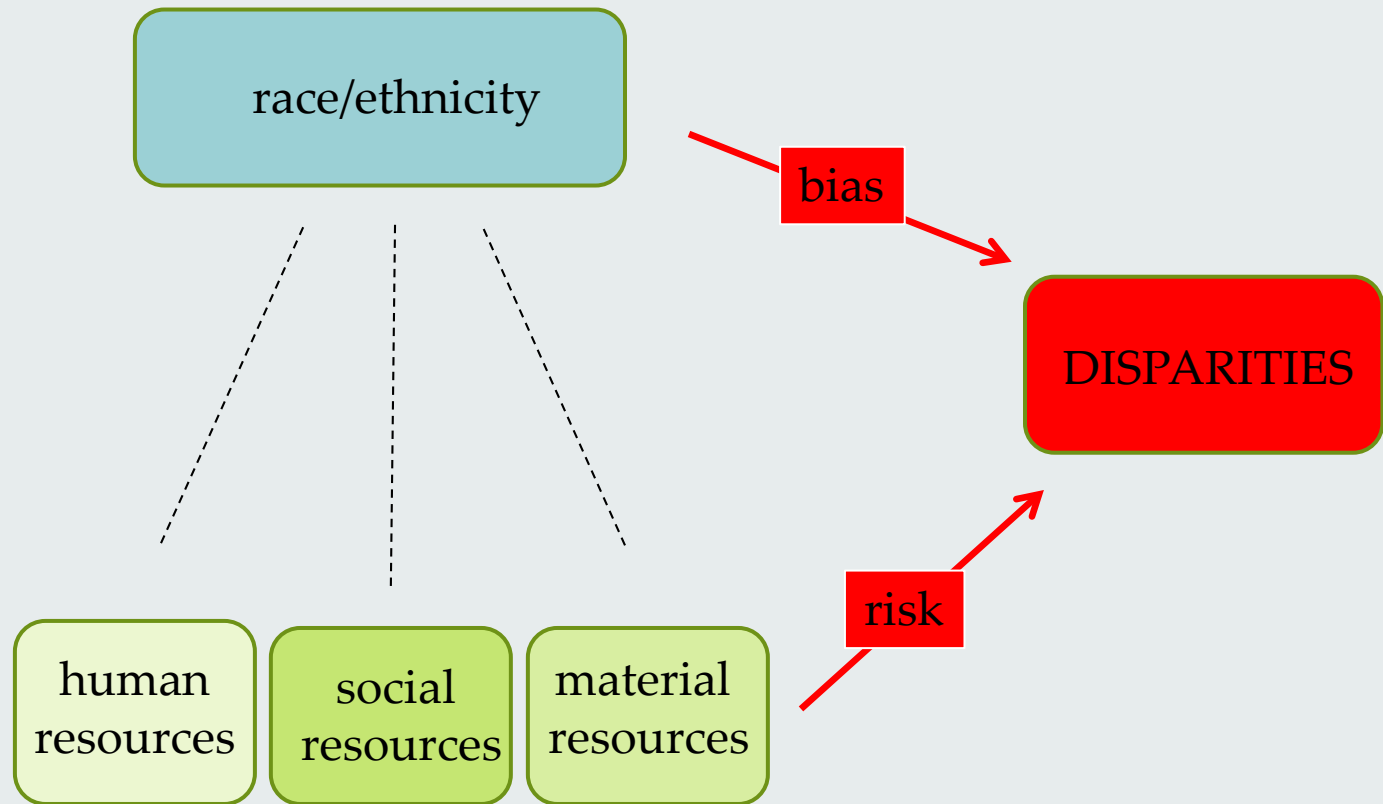 race/ethnicity
bias
DISPARITIES
risk
human
resources
social
resources
material
resources